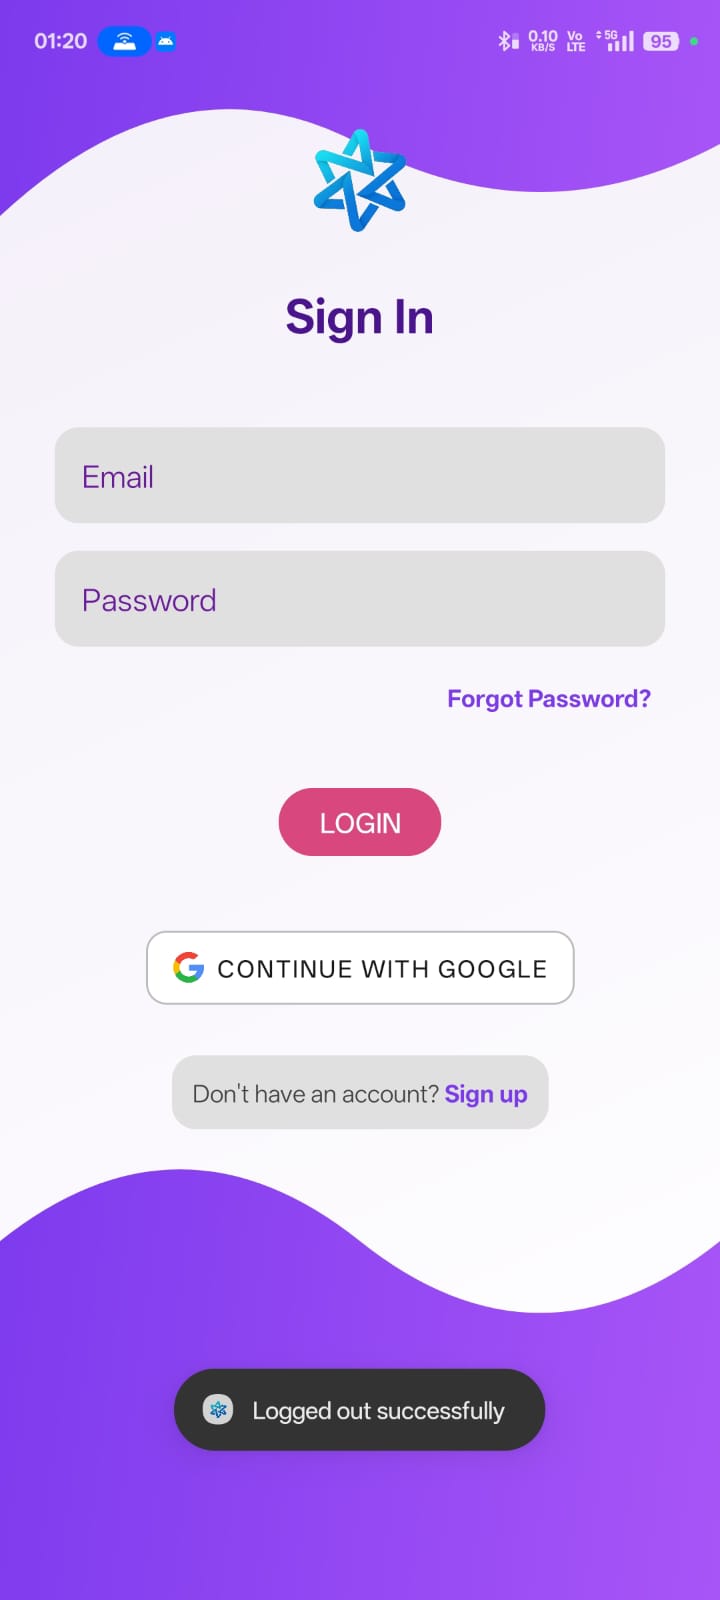 01:20
0.10 KB/S Vo LTE 5G 95
Sign In
Email
Password
Forgot Password?
LOGIN
CONTINUE WITH GOOGLE
Don't have an account? Sign up
Logged out successfully